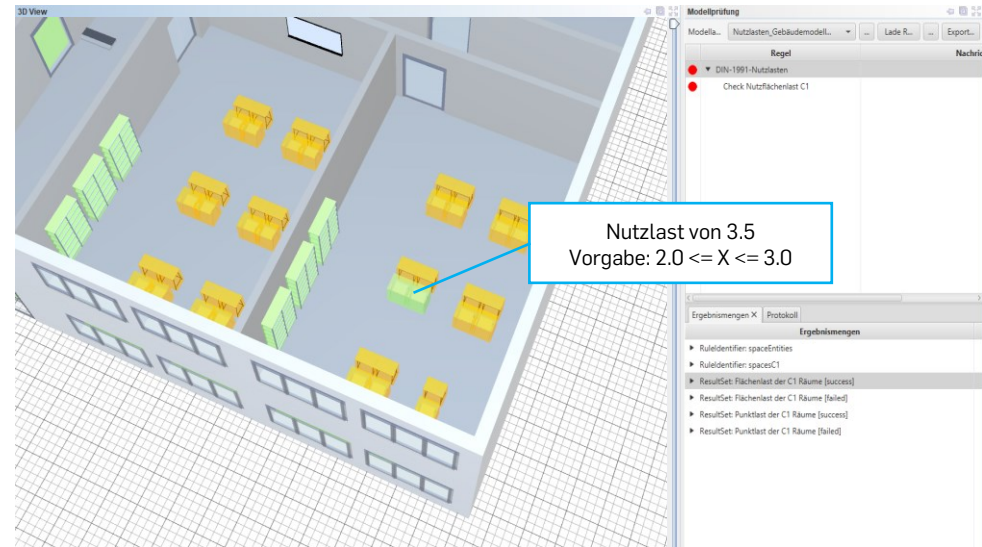 3D View
Modellprüfung
Modella... Nutzlasten_Gebäudemodell... ... Lade R... ... Export...
Regel
DIN-1991-Nutzlasten
Check Nutzflächenlast C1
Nutzlast von 3.5
Vorgabe: 2.0 <= X <= 3.0
Ergebnismengen X Protokoll
Ergebnismengen
RuleIdentifier: spaceEntities
RuleIdentifier: spacesC1
ResultSet: Flächenlast der C1 Räume [success]
ResultSet: Flächenlast der C1 Räume [failed]
ResultSet: Punktlast der C1 Räume [success]
ResultSet: Punktlast der C1 Räume [failed]